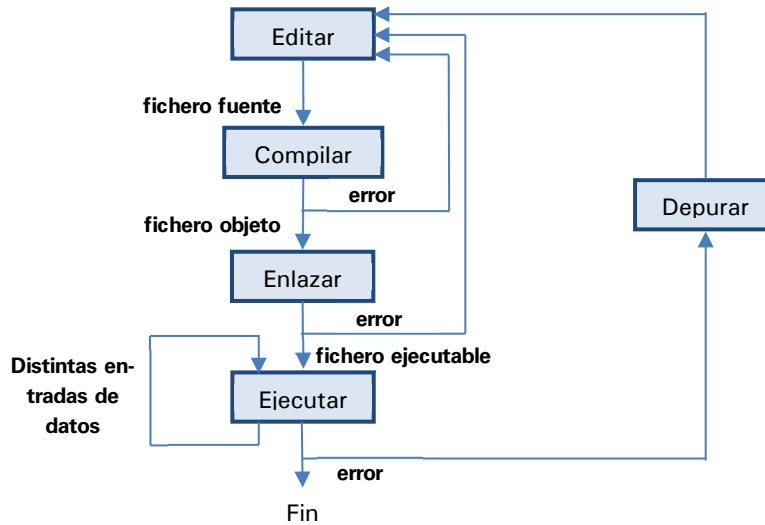 Editar
fichero fuente
Compilar
error
Depurar
fichero objeto
Enlazar
error
fichero ejecutable
Distintas en-
tradas de
datos
Ejecutar
error
Fin